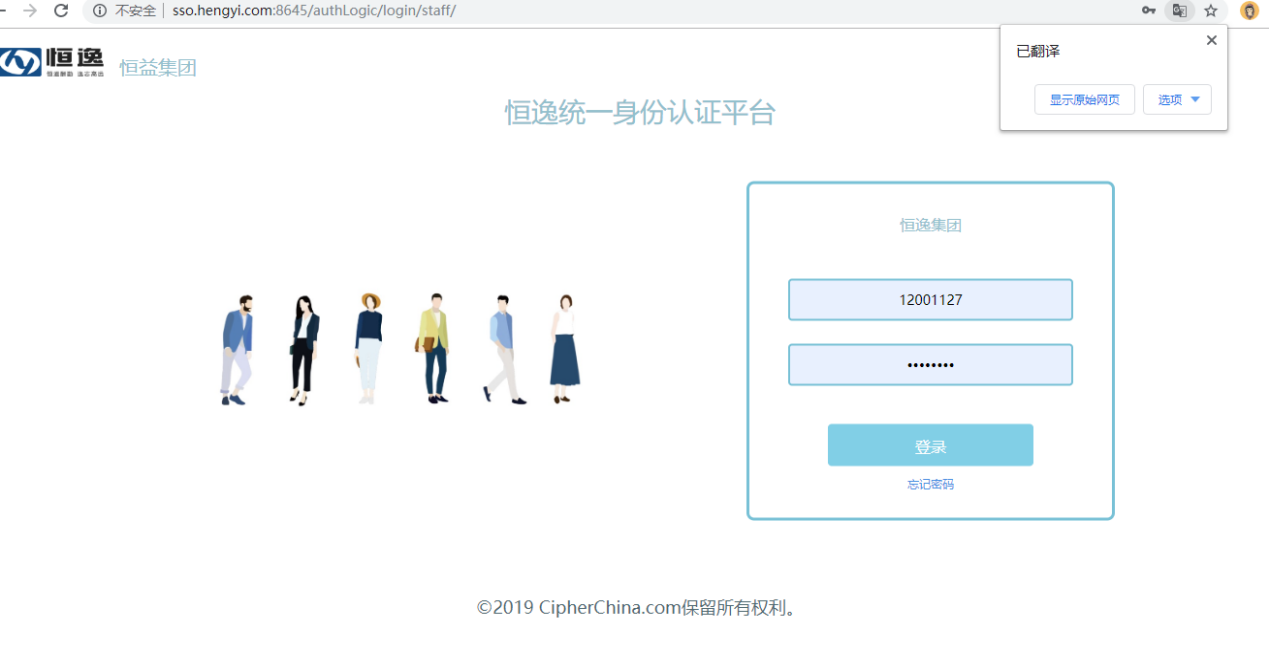 不安全 sso.hengyi.com:8645/authLogic/login/staff/
已翻译
显示原始网页 选项
恒逸 恒益集团
恒逸统一身份认证平台
恒逸集团
12001127
••••••••
登录
忘记密码
©2019 CipherChina.com保留所有权利。